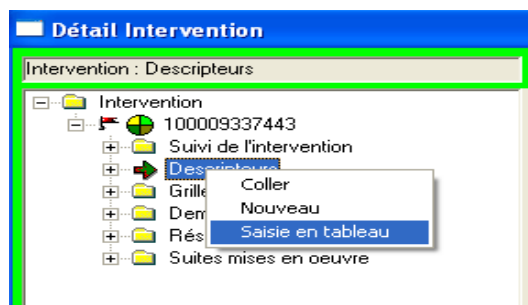 Détail Intervention
Intervention : Descripteurs
Intervention
100009337443
Suivi de l'intervention
Descripteurs
Coller
Nouveau
Saisie en tableau
Suites mises en oeuvre